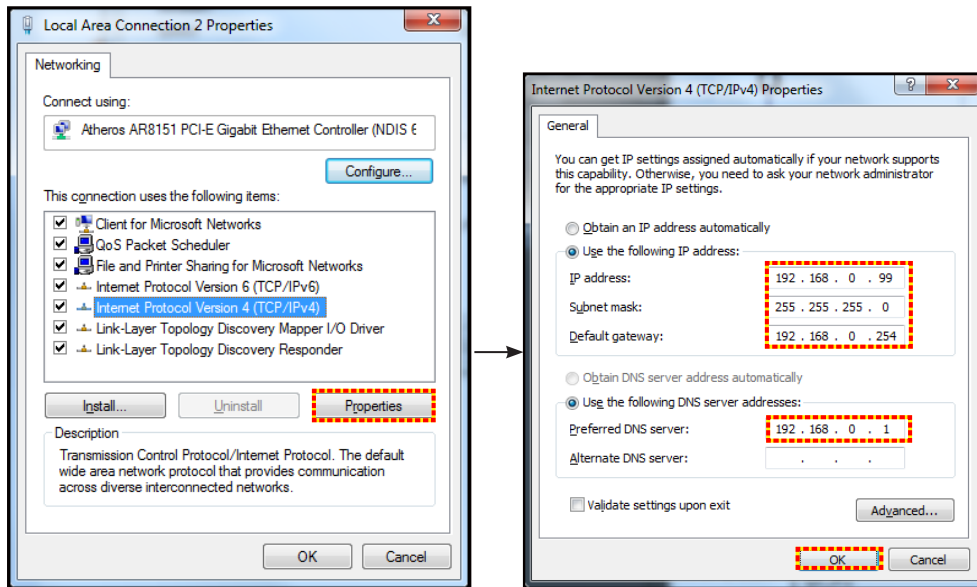 Local Area Connection 2 Properties
Networking
Connect using:
Atheros AR8151 PCI-E Gigabit Ethernet Controller (NDIS 6
Configure...
This connection uses the following items:
Client for Microsoft Networks
QoS Packet Scheduler
File and Printer Sharing for Microsoft Networks
Internet Protocol Version 6 (TCP/IPv6)
Internet Protocol Version 4 (TCP/IPv4)
Link-Layer Topology Discovery Mapper I/O Driver
Link-Layer Topology Discovery Responder
Install...
Uninstall
Properties
Description
Transmission Control Protocol/Internet Protocol. The default
wide area network protocol that provides communication
across diverse interconnected networks.
OK
Cancel
Internet Protocol Version 4 (TCP/IPv4) Properties
General
You can get IP settings assigned automatically if your network supports
this capability. Otherwise, you need to ask your network administrator
for the appropriate IP settings.
Obtain an IP address automatically
Use the following IP address:
IP address: 192 . 168 . 0 . 99
Subnet mask: 255 . 255 . 255 . 0
Default gateway: 192 . 168 . 0 . 254
Obtain DNS server address automatically
Use the following DNS server addresses:
Preferred DNS server: 192 . 168 . 0 . 1
Alternate DNS server: . . .
Validate settings upon exit
Advanced...
OK
Cancel